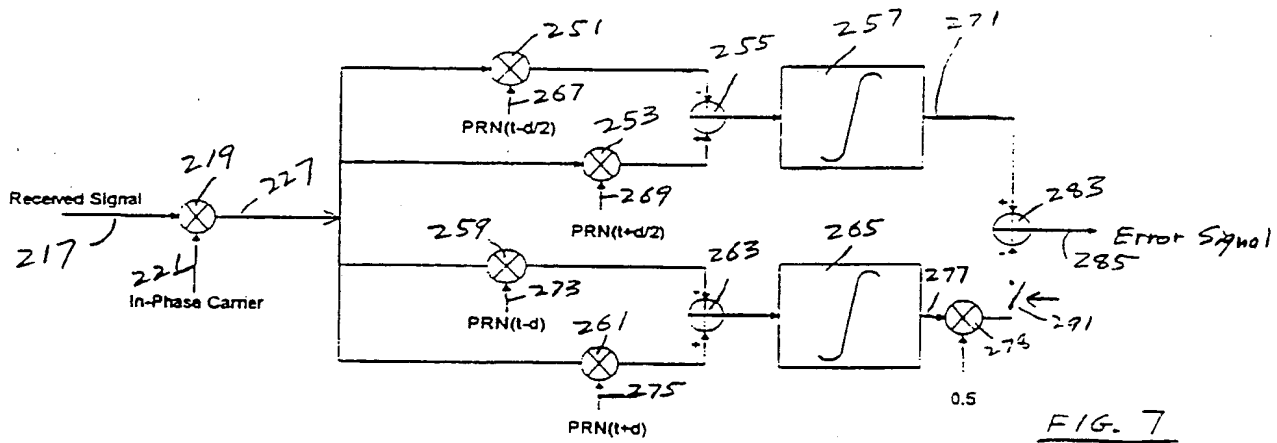 251
257
271
255
267
PRN(t-d/2)
253
219
227
Received Signal
269
283
217
PRN(t+d/2)
259
263
265
Error Signal
285
221
In-Phase Carrier
273
277
291
PRN(t-d)
261
279
275
0.5
PRN(t+d)
FIG. 7